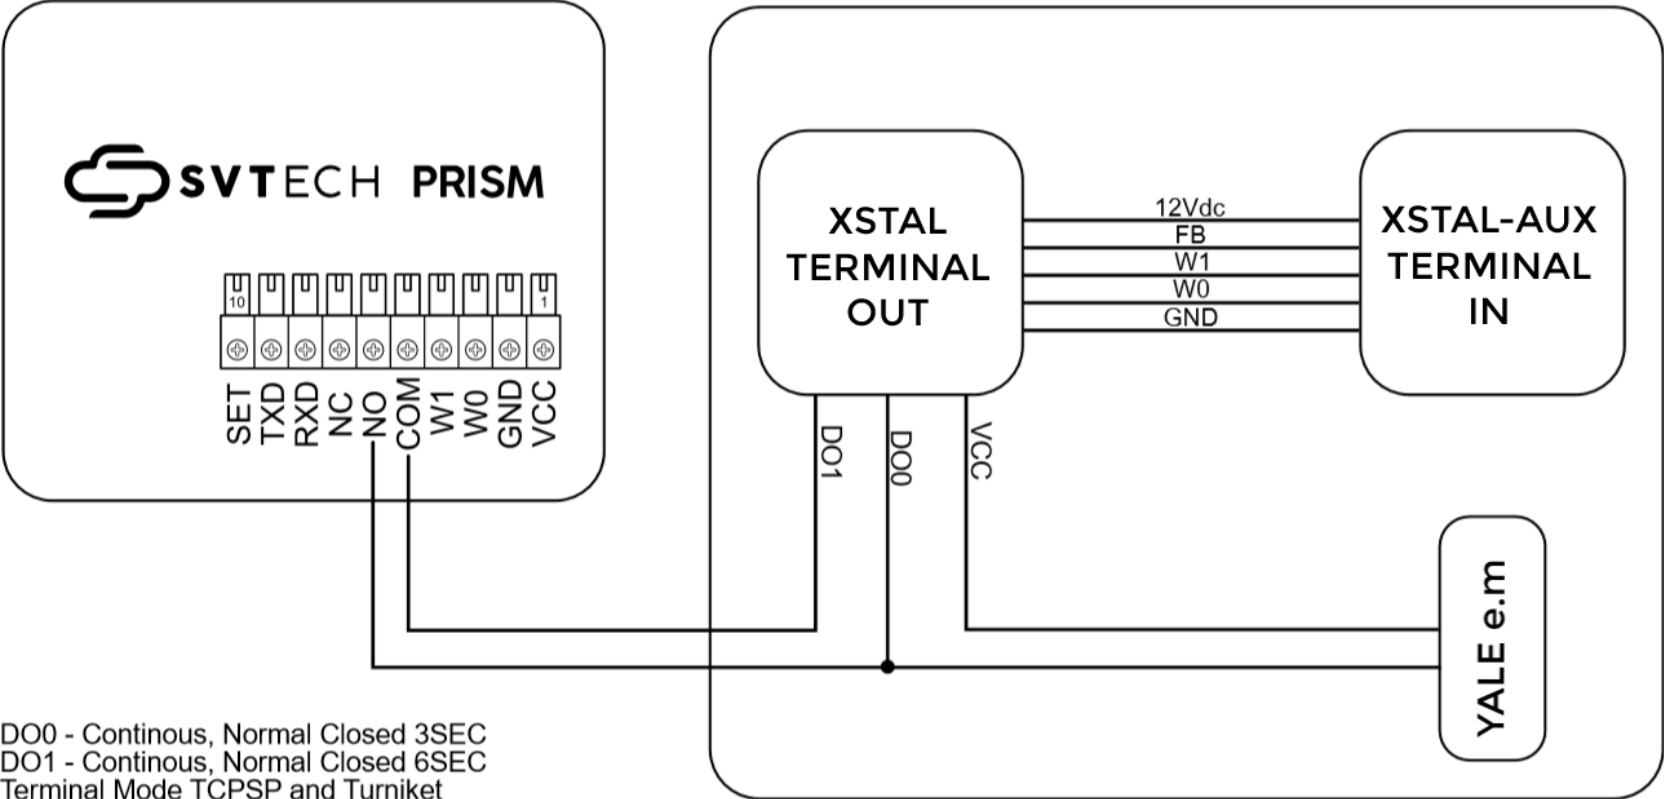 SVTECH PRISM
10
1
SET
TXD
RXD
NC
NO
COM
W1
W0
GND
VCC
XSTAL
TERMINAL
OUT
12Vdc
FB
W1
W0
GND
XSTAL-AUX
TERMINAL
IN
DO1
DO0
VCC
YALE e.m
DO0 - Continous, Normal Closed 3SEC
DO1 - Continous, Normal Closed 6SEC
Terminal Mode TCPSP and Turniket